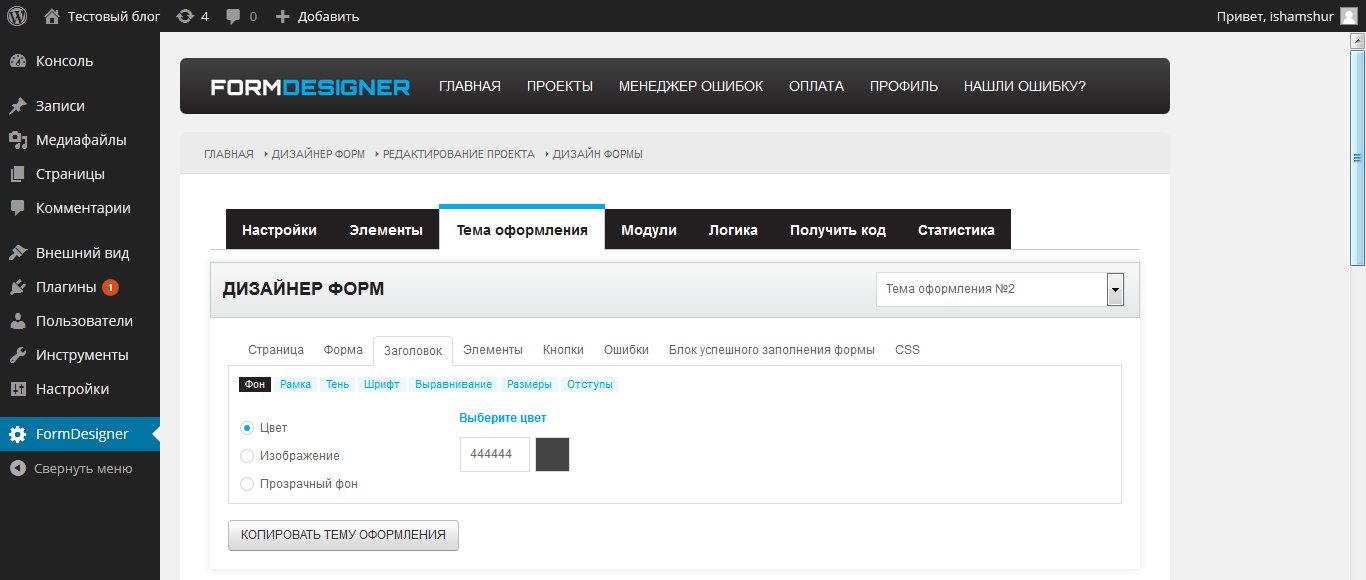 Тестовый блог 4 0 Добавить Привет, ishamshur
Консоль
Записи
Медиафайлы
Страницы
Комментарии
Внешний вид
Плагины 1
Пользователи
Инструменты
Настройки
FormDesigner
Свернуть меню
FORMDESIGNER ГЛАВНАЯ ПРОЕКТЫ МЕНЕДЖЕР ОШИБОК ОПЛАТА ПРОФИЛЬ НАШЛИ ОШИБКУ?
ГЛАВНАЯ ДИЗАЙНЕР ФОРМ РЕДАКТИРОВАНИЕ ПРОЕКТА ДИЗАЙН ФОРМЫ
Настройки Элементы Тема оформления Модули Логика Получить код Статистика
ДИЗАЙНЕР ФОРМ Тема оформления №2
Страница Форма Заголовок Элементы Кнопки Ошибки Блок успешного заполнения формы CSS
Фон Рамка Тень Шрифт Выравнивание Размеры Отступы
Выберите цвет
Цвет
444444
Изображение
Прозрачный фон
КОПИРОВАТЬ ТЕМУ ОФОРМЛЕНИЯ